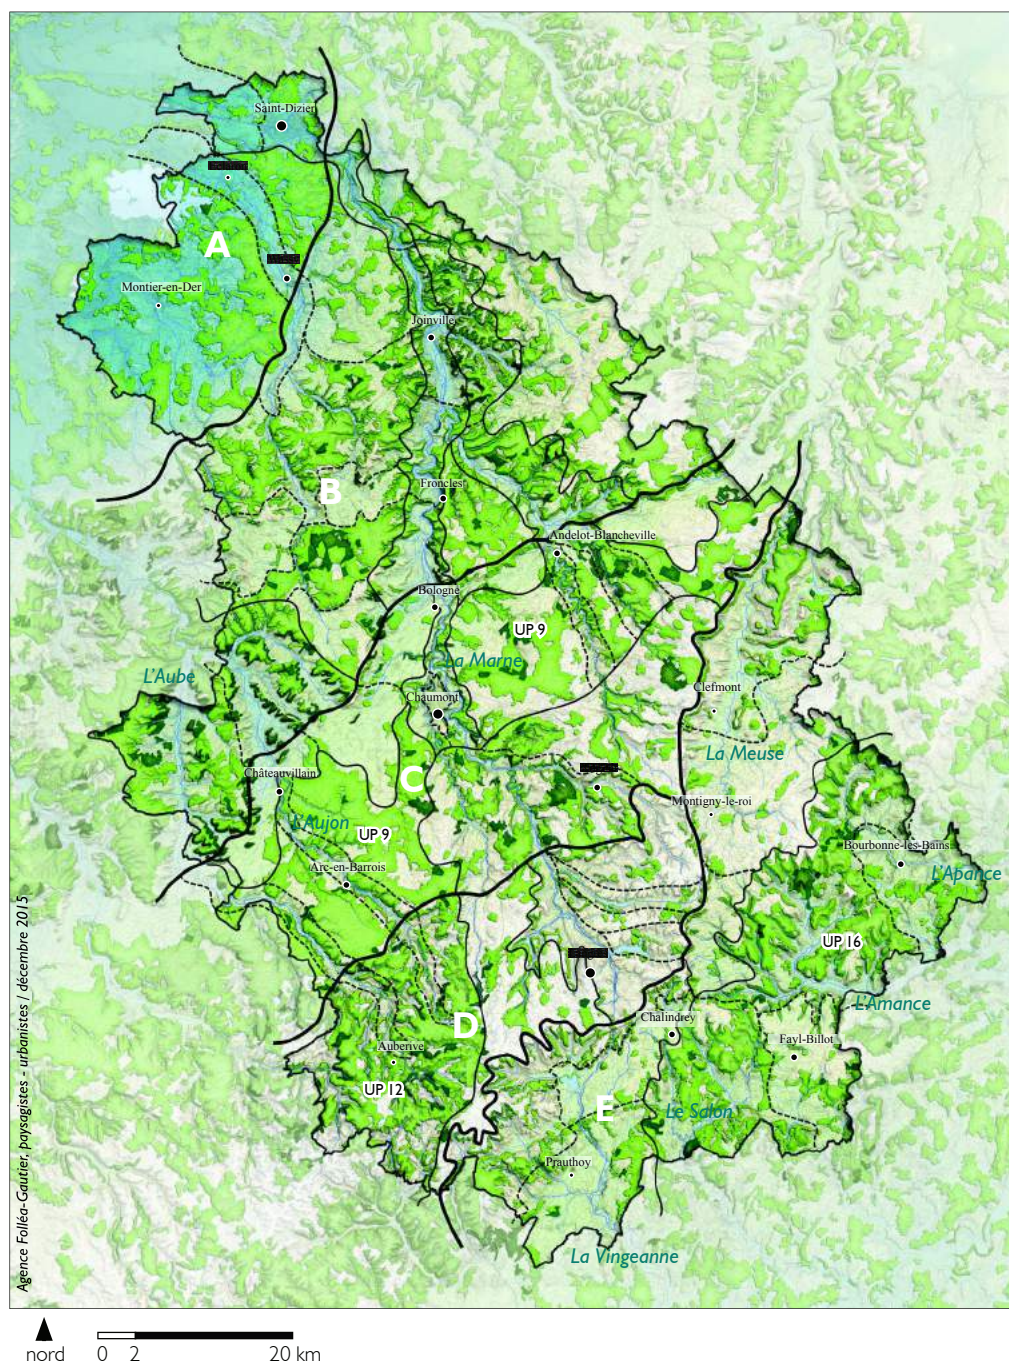 Saint-Dizier
A
Montier-en-Der
Joinville
B
Froncles
Andelot-Blancheville
Bologne
UP 9
La Marne
L'Aube
Clefmont
Chaumont
La Meuse
C
Châteauvillain
Montigny-le-roi
L'Aujon
UP 9
Bourbonne-les-Bains
Arc-en-Barrois
L'Apance
UP 16
L'Amance
Chalindrey
D
Fayl-Billot
Auberive
UP 12
E
Le Salon
Prauthoy
La Vingeanne
Agence Folléa-Gautier, paysagistes - urbanistes / décembre 2015
nord
0 2 20 km